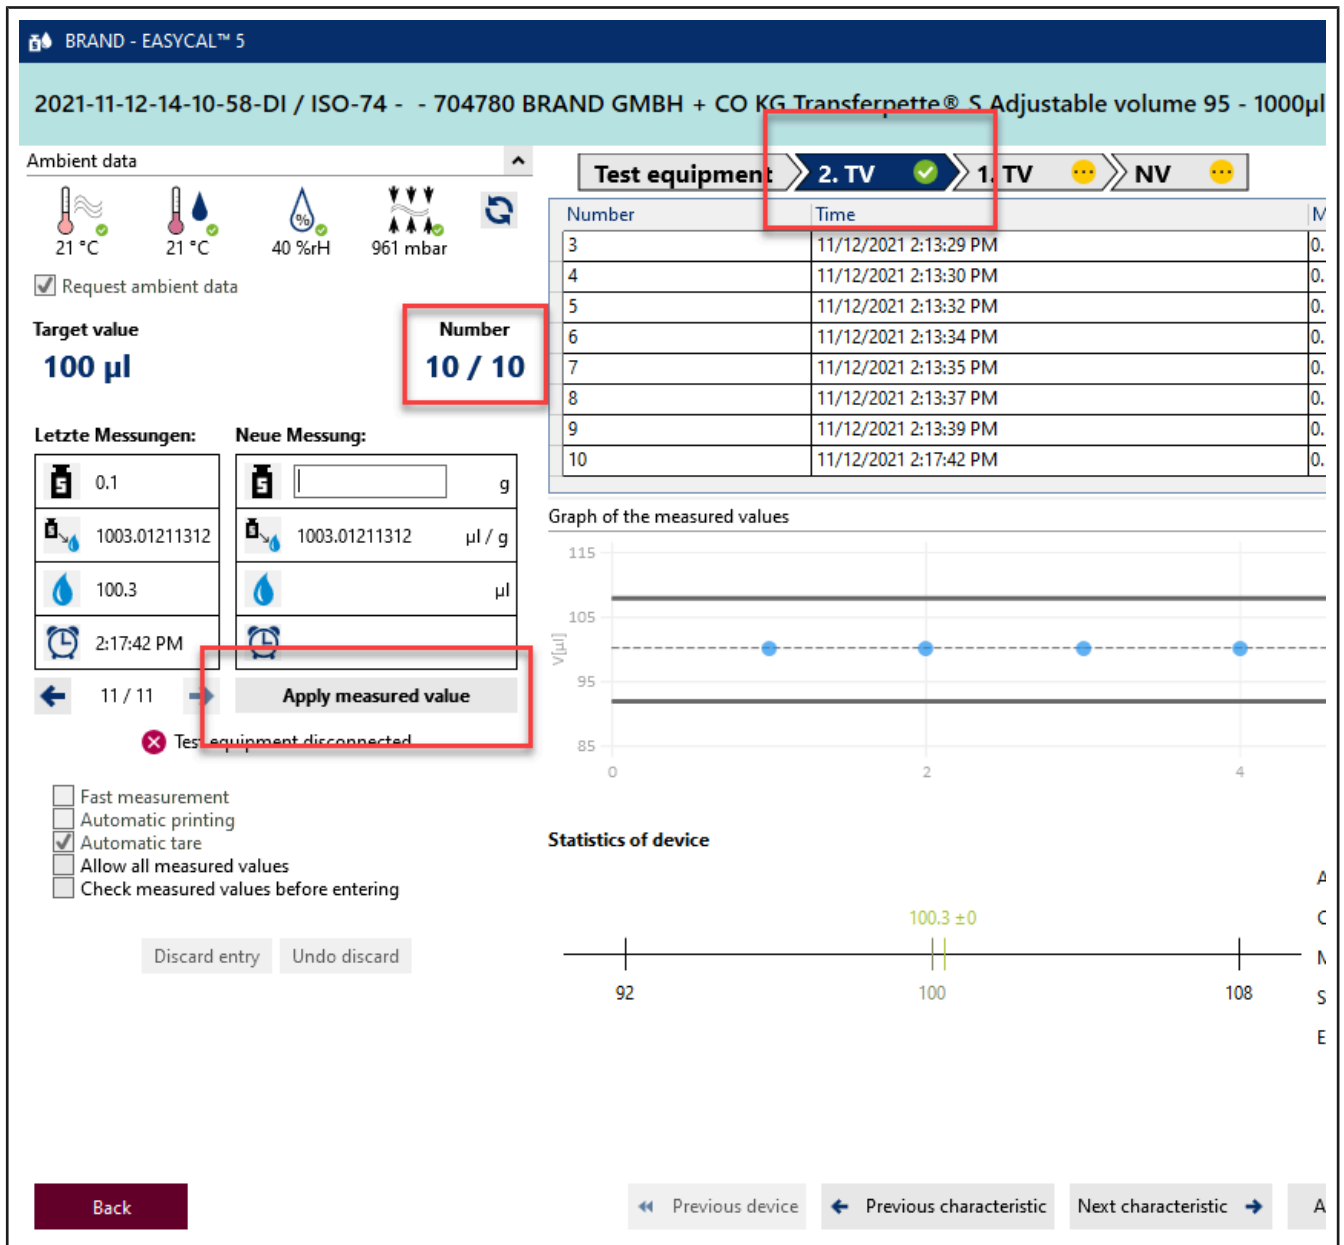 BRAND - EASYCAL™ 5
2021-11-12-14-10-58-DI / ISO-74 - - 704780 BRAND GMBH + CO KG Transferpette® S Adjustable volume 95 - 1000µl
Ambient data
21 °C
21 °C
%
40 %rH
961 mbar
Request ambient data
Target value
Number
100 µl
10 / 10
Letzte Messungen:
Neue Messung:
0.1
g
1003.01211312
1003.01211312
µl / g
100.3
µl
2:17:42 PM
11 / 11
Apply measured value
Test equipment disconnected
Fast measurement
Automatic printing
Automatic tare
Allow all measured values
Check measured values before entering
Discard entry
Undo discard
Test equipment
2. TV
1. TV
NV
Number
Time
M
3
11/12/2021 2:13:29 PM
0.
4
11/12/2021 2:13:30 PM
0.
5
11/12/2021 2:13:32 PM
0.
6
11/12/2021 2:13:34 PM
0.
7
11/12/2021 2:13:35 PM
0.
8
11/12/2021 2:13:37 PM
0.
9
11/12/2021 2:13:39 PM
0.
10
11/12/2021 2:17:42 PM
0.
Graph of the measured values
115
105
V[µl]
95
85
0
2
4
Statistics of device
A
100.3 ±0
C
M
92
100
108
S
E
Back
Previous device
Previous characteristic
Next characteristic
A